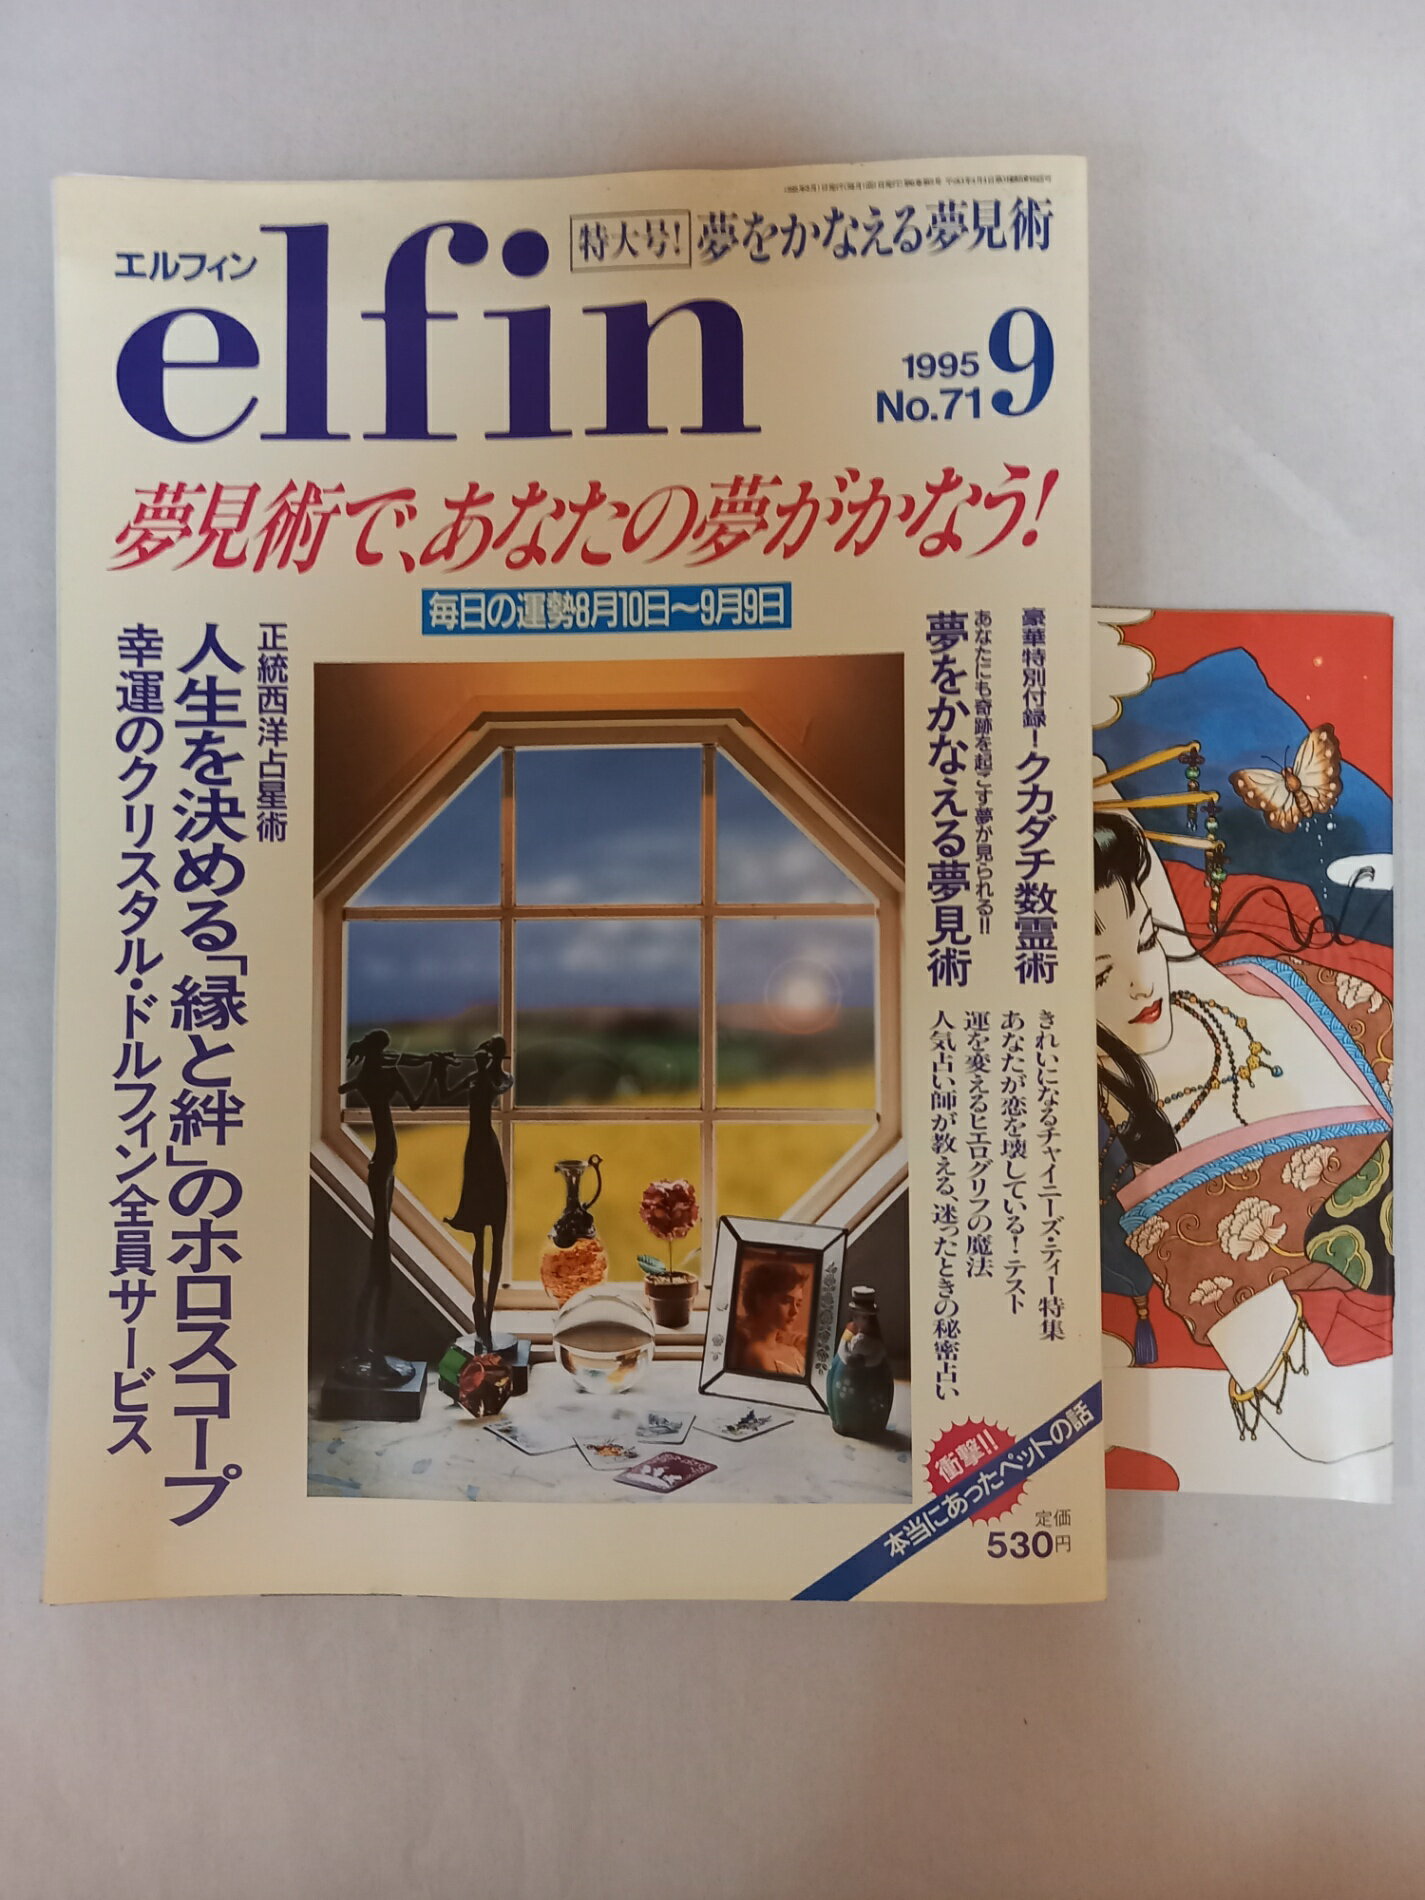 特大号! 夢をかなえる夢見術
エルフィン
elfin
1995
No.71
9
夢見術で、あなたの夢がかなう!
毎日の運勢8月10日〜9月9日
豪華特別付録!クカダチ数霊術
あなたにも奇跡を起こす夢が見られる!!
夢をかなえる夢見術
きれいになるチャイニーズ・ティー特集
あなたが恋を壊している!テスト
運を変えるヒエログリフの魔法
人気占い師が教える、迷ったときの秘密占い
正統西洋占星術
人生を決める「縁と絆」のホロスコープ
幸運のクリスタル・ドルフィン全員サービス
衝撃!!
本当にあったペットの話
定価
530円